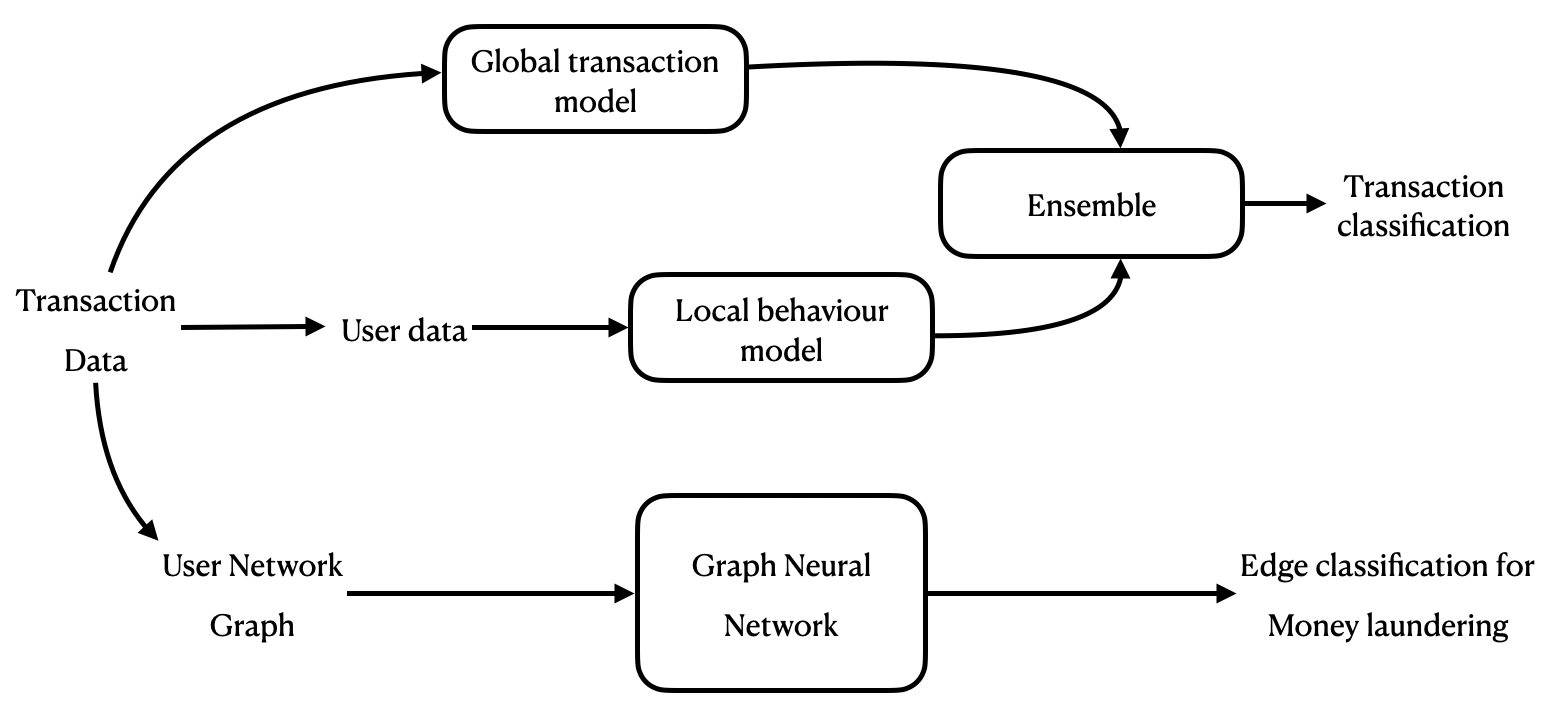 Global transaction
model
Ensemble
Transaction
classification
Transaction
Data
User data
Local behaviour
model
User Network
Graph
Graph Neural
Network
Edge classification for
Money laundering